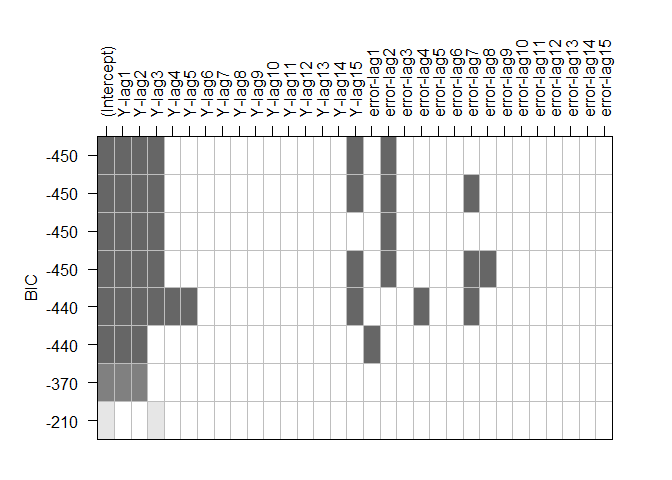 (Intercept)
Y-lag1
Y-lag2
Y-lag3
Y-lag4
Y-lag5
Y-lag6
Y-lag7
Y-lag8
Y-lag9
Y-lag10
Y-lag11
Y-lag12
Y-lag13
Y-lag14
Y-lag15
error-lag1
error-lag2
error-lag3
error-lag4
error-lag5
error-lag6
error-lag7
error-lag8
error-lag9
error-lag10
error-lag11
error-lag12
error-lag13
error-lag14
error-lag15
BIC
-450
-450
-450
-450
-440
-440
-370
-210